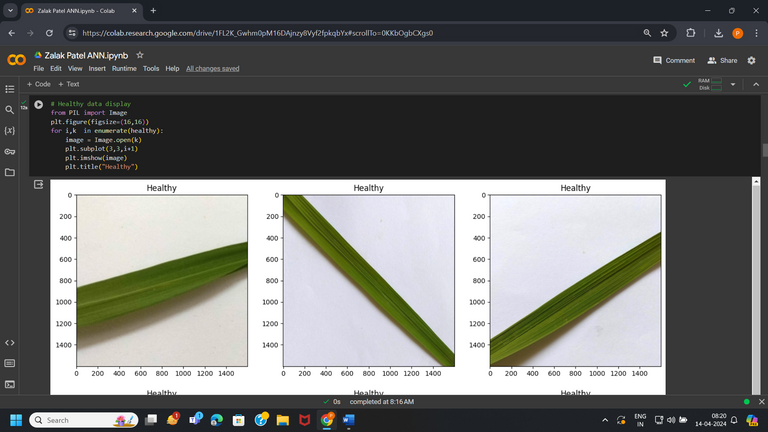 Zalak Patel ANN.ipynb - Colab
https://colab.research.google.com/drive/1FL2K_Gwhm0pM16DAjnzy8Vyf2fpkqbYx#scrollTo=0KKbOgbCXgs0
P
Zalak Patel ANN.ipynb
Comment
Share
File Edit View Insert Runtime Tools Help All changes saved
+ Code + Text
RAM
Disk
12s
# Healthy data display
from PIL import Image
plt.figure(figsize=(16,16))
for i,k in enumerate(healthy):
image = Image.open(k)
plt.subplot(3,3,i+1)
plt.imshow(image)
plt.title("Healthy")
Healthy Healthy Healthy
0 0 0
200 200 200
400 400 400
600 600 600
800 800 800
1000 1000 1000
1200 1200 1200
1400 1400 1400
0 200 400 600 800 1000 1200 1400 0 200 400 600 800 1000 1200 1400 0 200 400 600 800 1000 1200 1400
Healthy Healthy Healthy
0s completed at 8:16 AM
Search
ENG
IN
08:20
14-04-2024